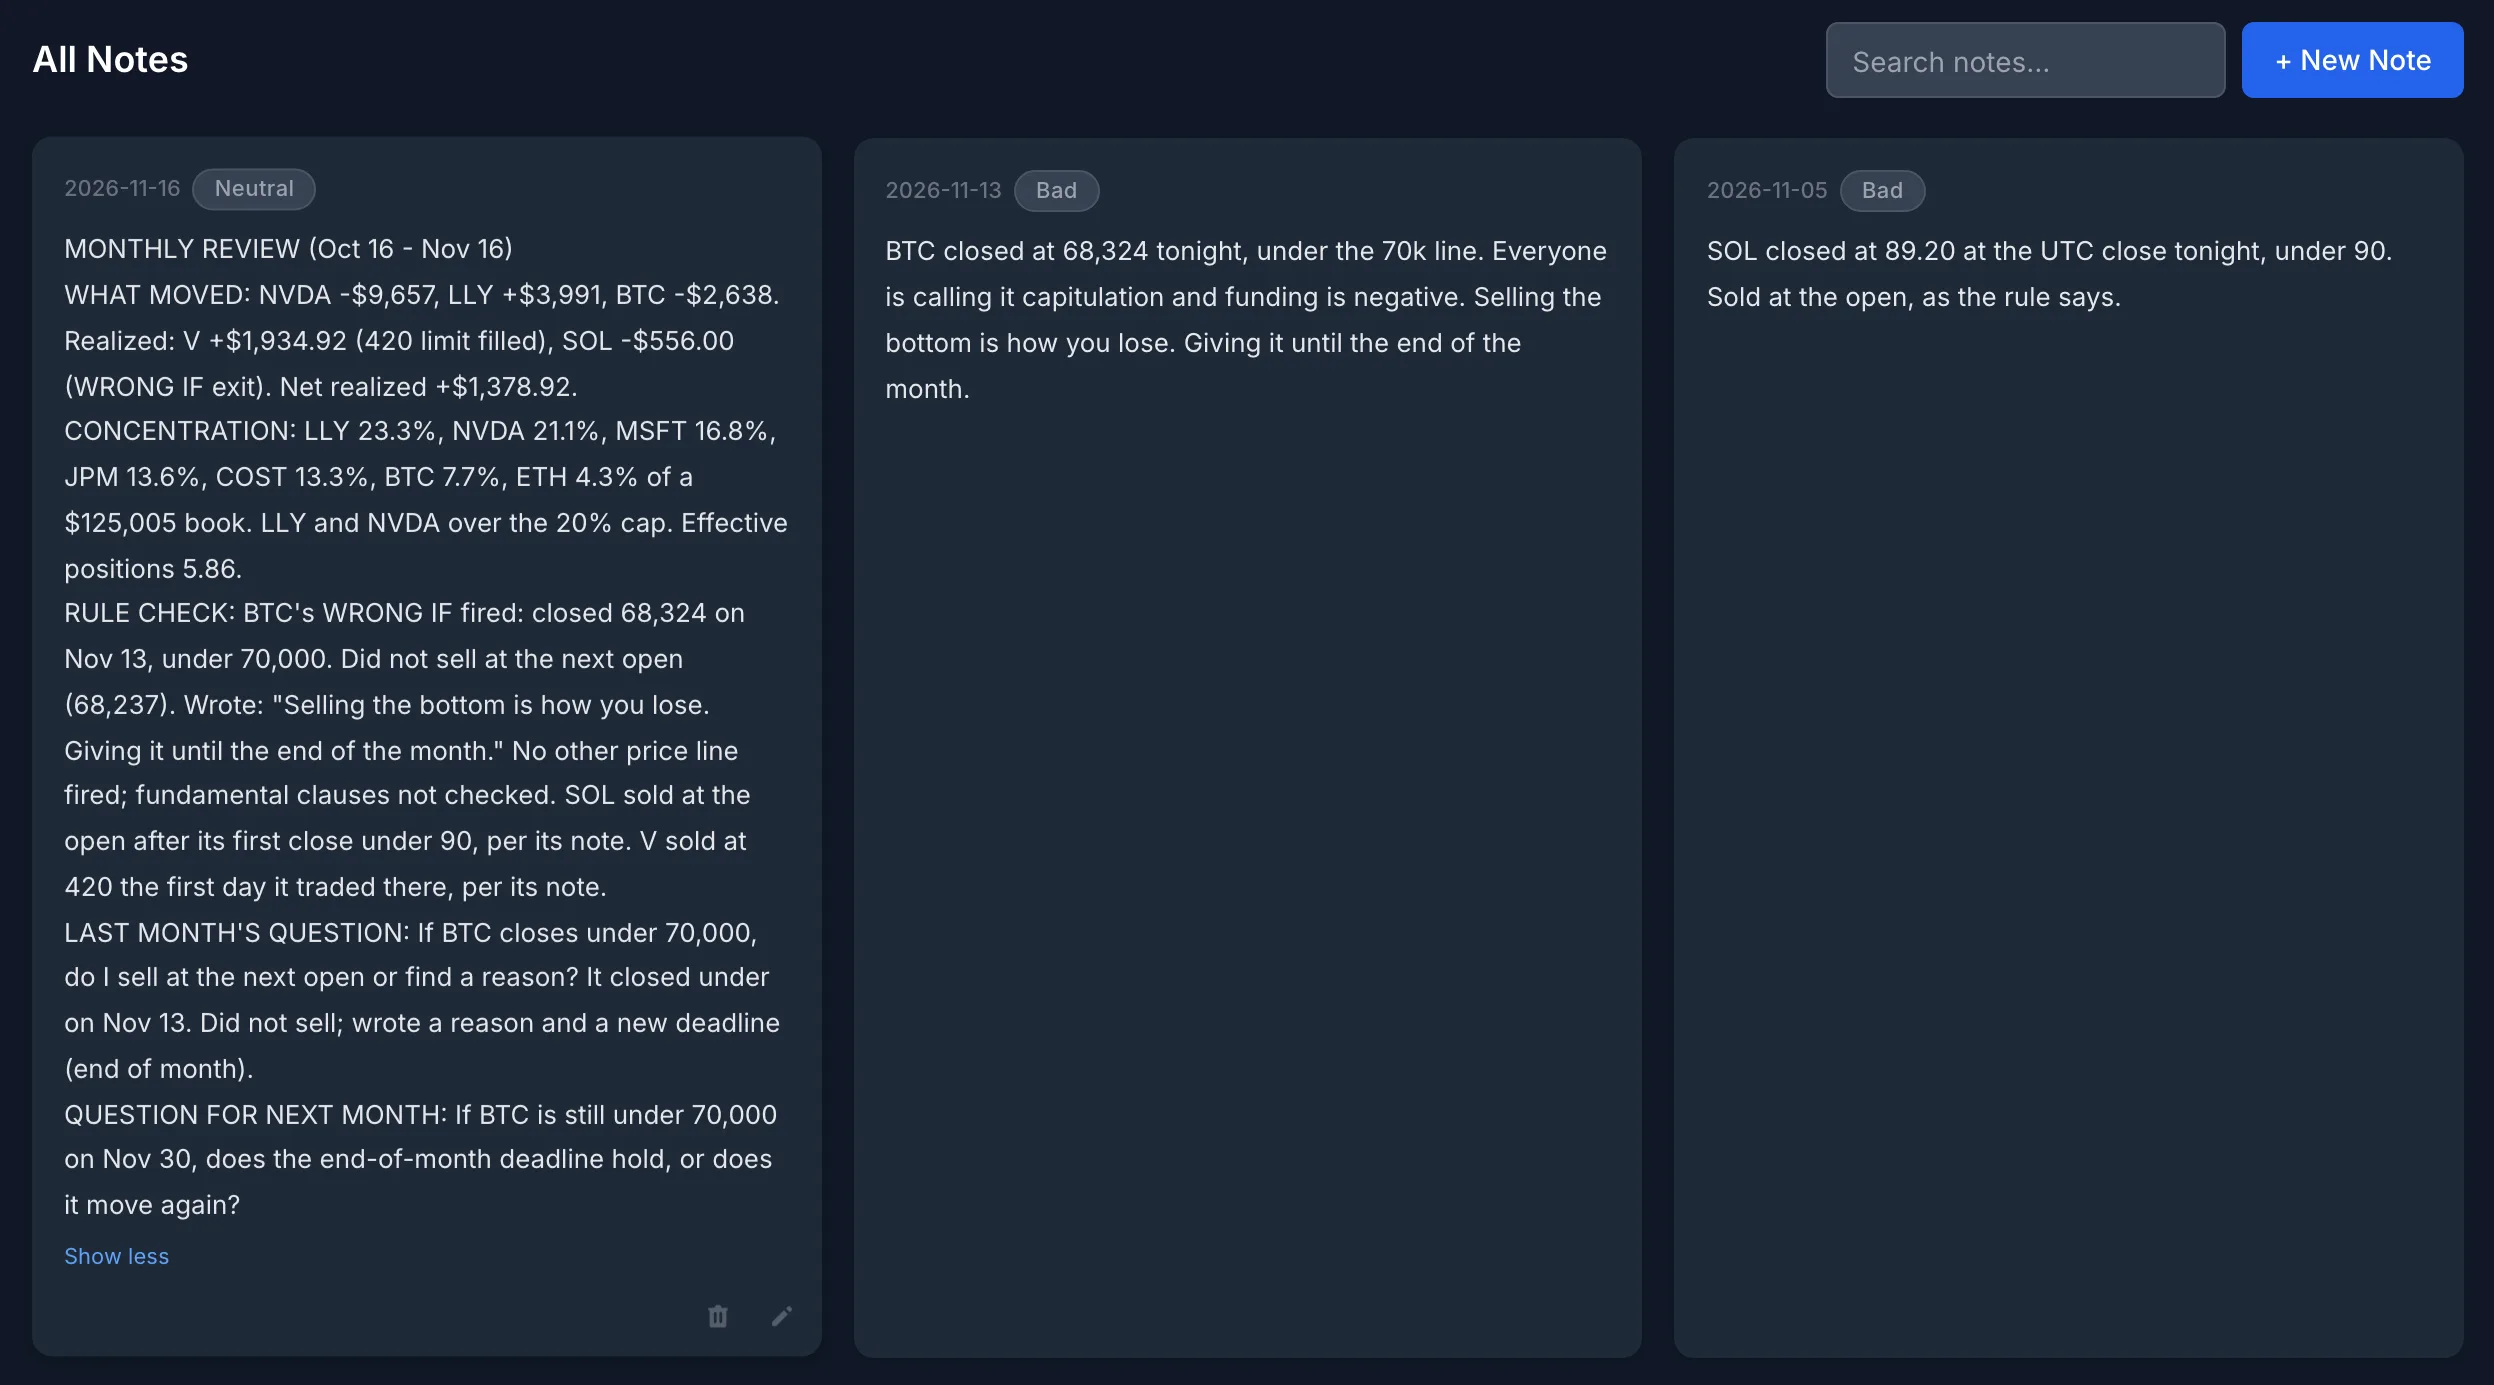 All Notes
Search notes...
+ New Note
2026-11-16 Neutral
MONTHLY REVIEW (Oct 16 - Nov 16)
WHAT MOVED: NVDA -$9,657, LLY +$3,991, BTC -$2,638.
Realized: V +$1,934.92 (420 limit filled), SOL -$556.00
(WRONG IF exit). Net realized +$1,378.92.
CONCENTRATION: LLY 23.3%, NVDA 21.1%, MSFT 16.8%,
JPM 13.6%, COST 13.3%, BTC 7.7%, ETH 4.3% of a
$125,005 book. LLY and NVDA over the 20% cap. Effective
positions 5.86.
RULE CHECK: BTC's WRONG IF fired: closed 68,324 on
Nov 13, under 70,000. Did not sell at the next open
(68,237). Wrote: "Selling the bottom is how you lose.
Giving it until the end of the month." No other price line
fired; fundamental clauses not checked. SOL sold at the
open after its first close under 90, per its note. V sold at
420 the first day it traded there, per its note.
LAST MONTH'S QUESTION: If BTC closes under 70,000,
do I sell at the next open or find a reason? It closed under
on Nov 13. Did not sell; wrote a reason and a new deadline
(end of month).
QUESTION FOR NEXT MONTH: If BTC is still under 70,000
on Nov 30, does the end-of-month deadline hold, or does
it move again?
Show less
2026-11-13 Bad
BTC closed at 68,324 tonight, under the 70k line. Everyone
is calling it capitulation and funding is negative. Selling the
bottom is how you lose. Giving it until the end of the
month.
2026-11-05 Bad
SOL closed at 89.20 at the UTC close tonight, under 90.
Sold at the open, as the rule says.